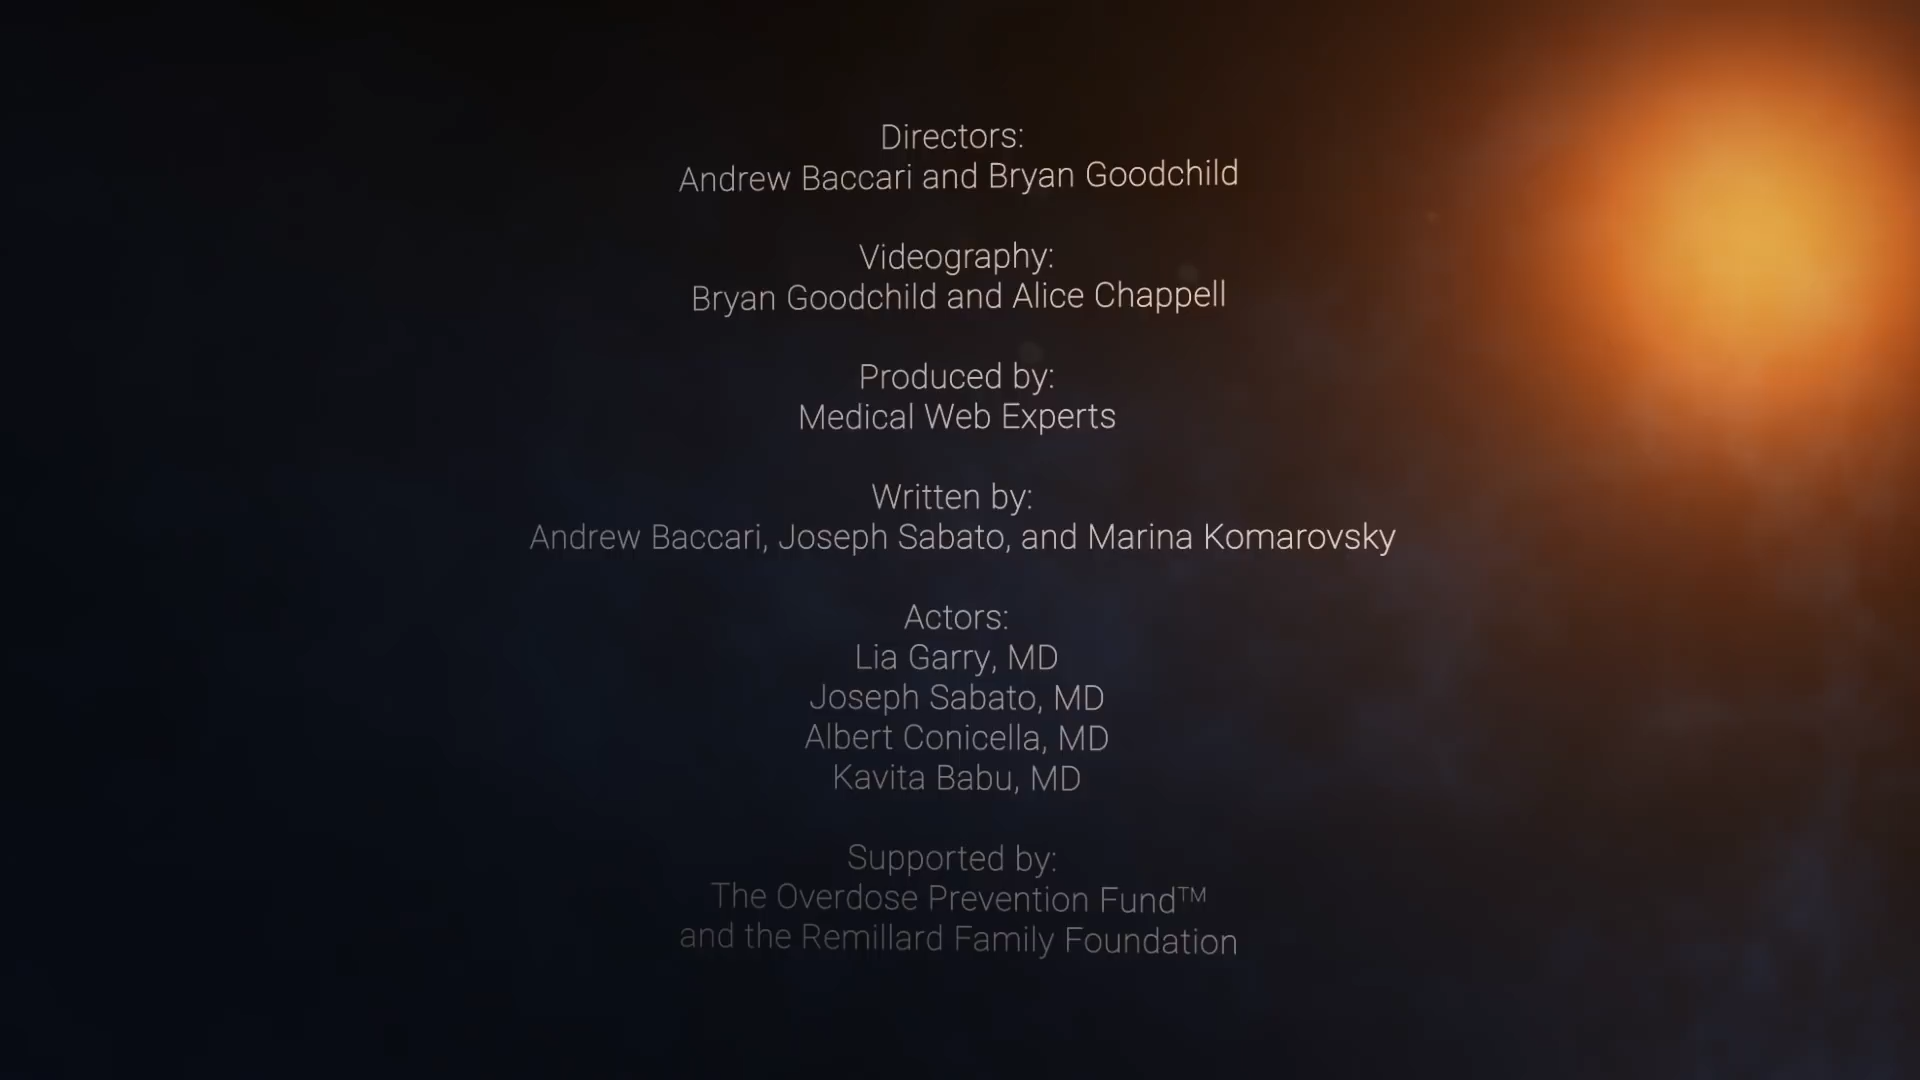 Directors:
Andrew Baccari and Bryan Goodchild
Videography:
Bryan Goodchild and Alice Chappell
Produced by:
Medical Web Experts
Written by:
Andrew Baccari, Joseph Sabato, and Marina Komarovsky
Actors:
Lia Garry, MD
Joseph Sabato, MD
Albert Conicella, MD
Kavita Babu, MD
Supported by:
The Overdose Prevention Fund™
and the Remillard Family Foundation